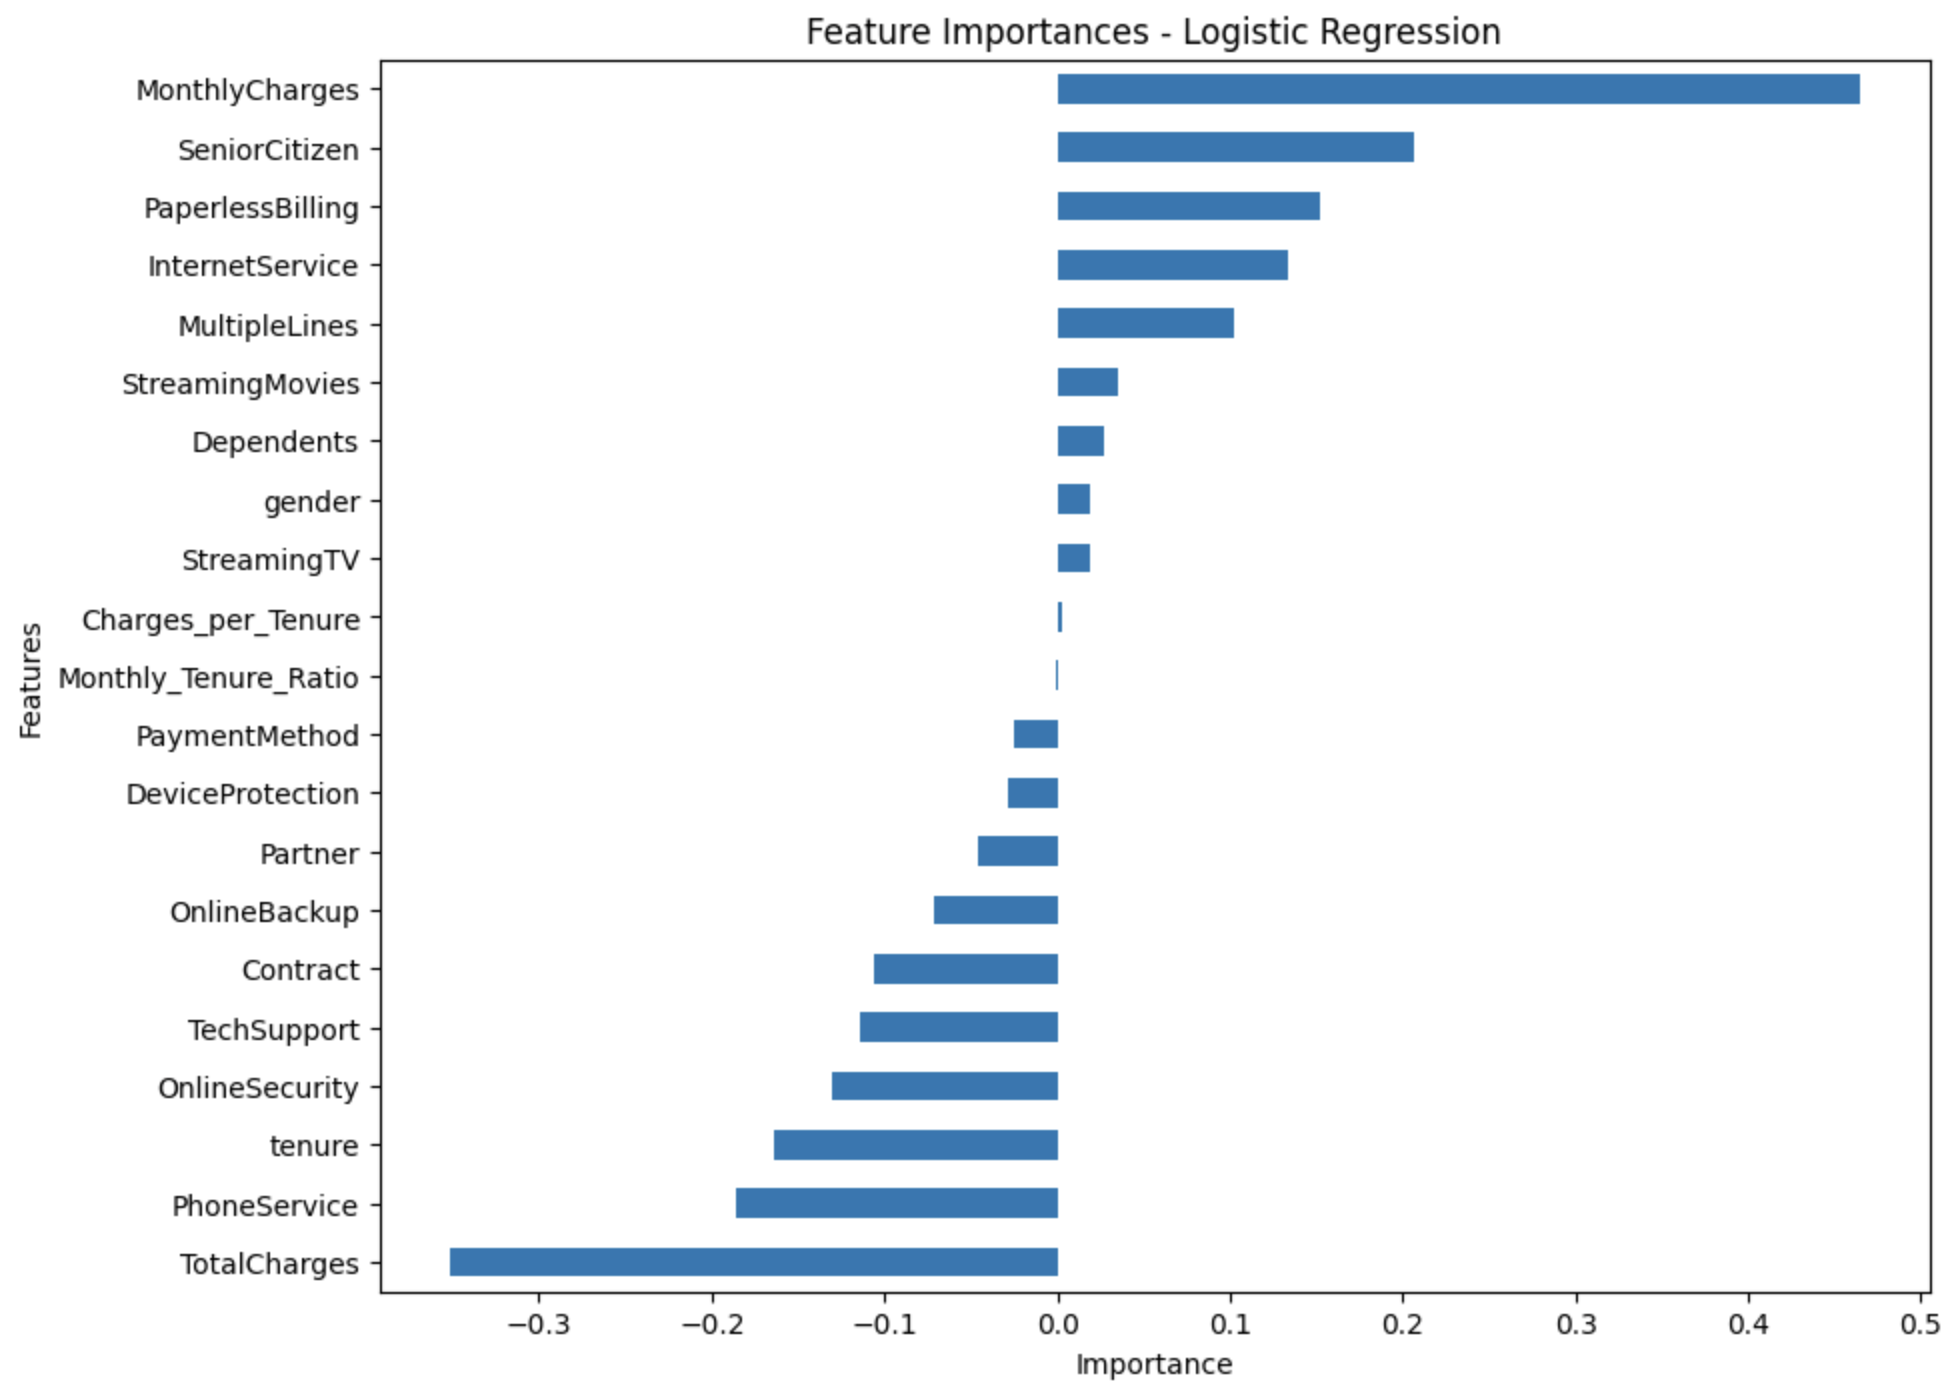 Feature Importances - Logistic Regression
MonthlyCharges
SeniorCitizen
PaperlessBilling
InternetService
MultipleLines
StreamingMovies
Dependents
gender
StreamingTV
Charges_per_Tenure
Monthly_Tenure_Ratio
PaymentMethod
DeviceProtection
Partner
OnlineBackup
Contract
TechSupport
OnlineSecurity
tenure
PhoneService
TotalCharges
Features
−0.3 −0.2 −0.1 0.0 0.1 0.2 0.3 0.4 0.5
Importance